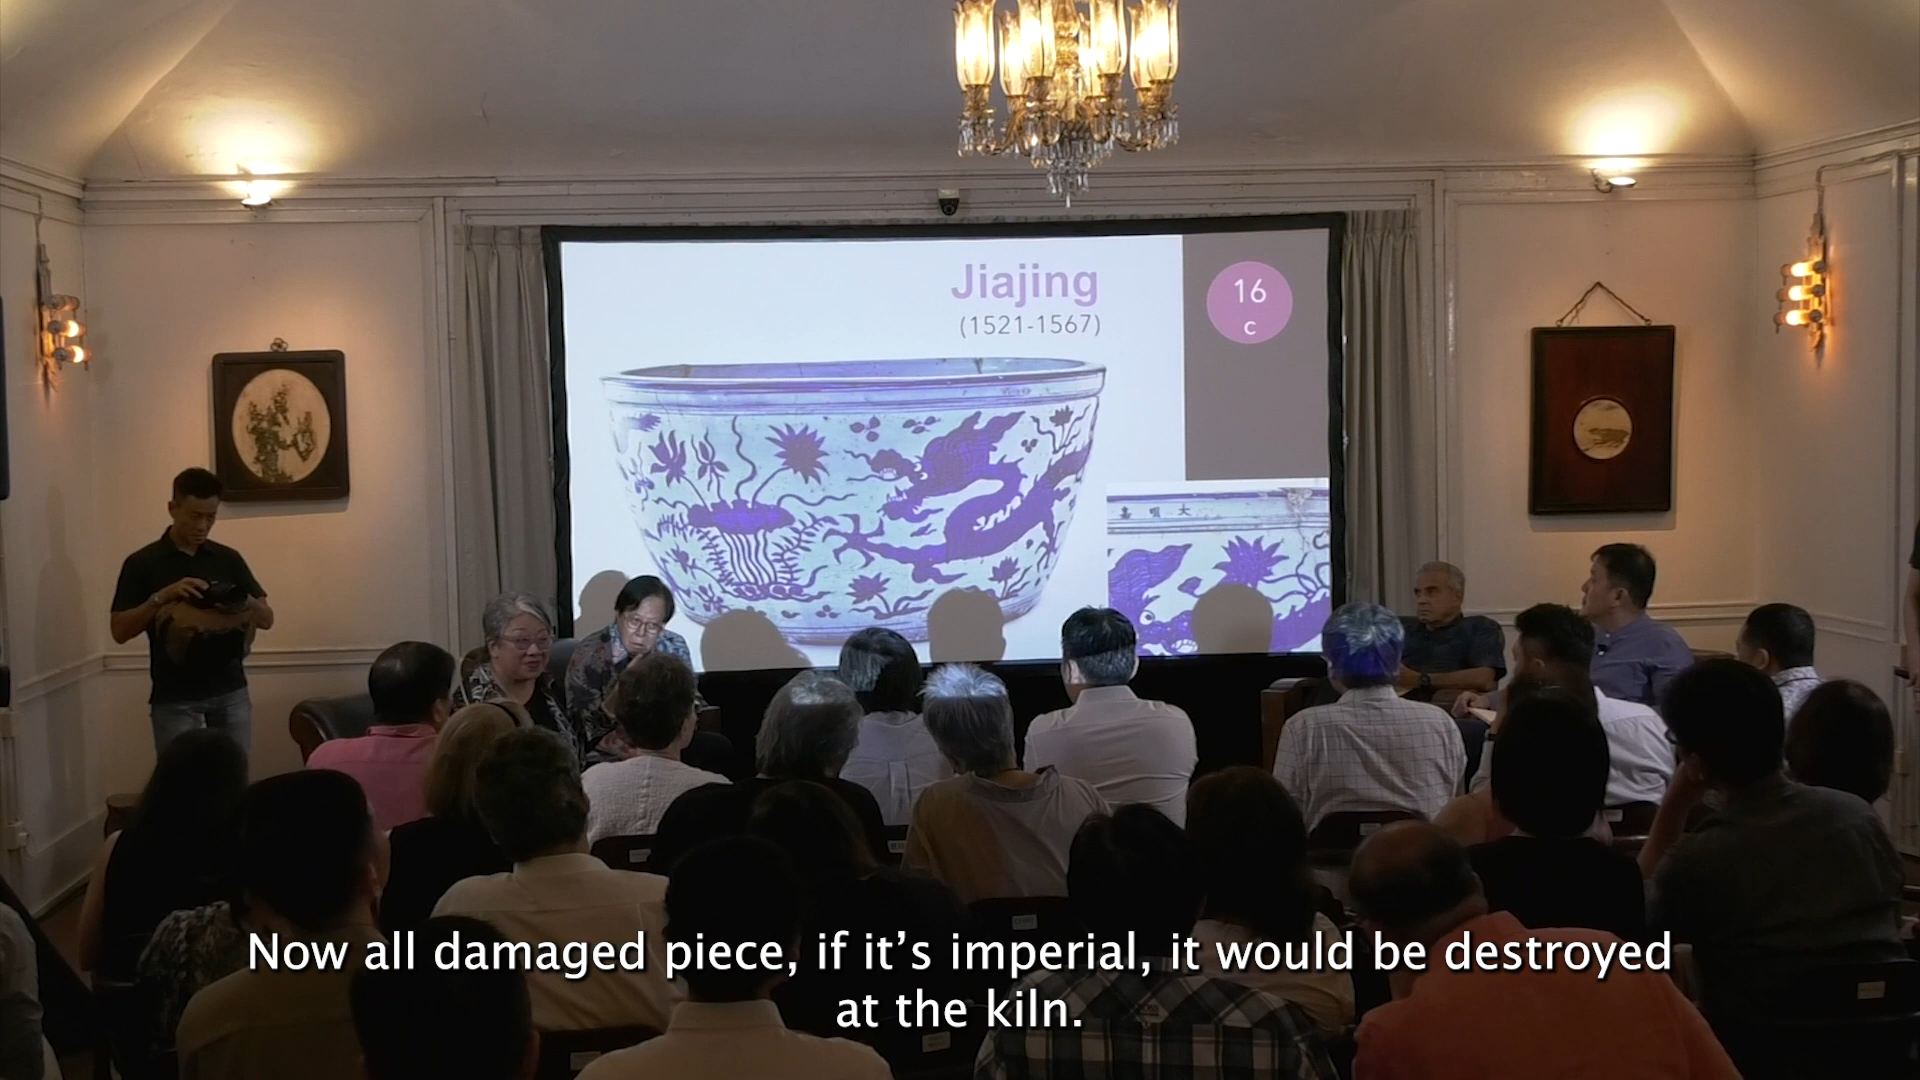 Jiajing
(1521-1567)
16
c
嘉 明 大
Now all damaged piece, if it's imperial, it would be destroyed
at the kiln.